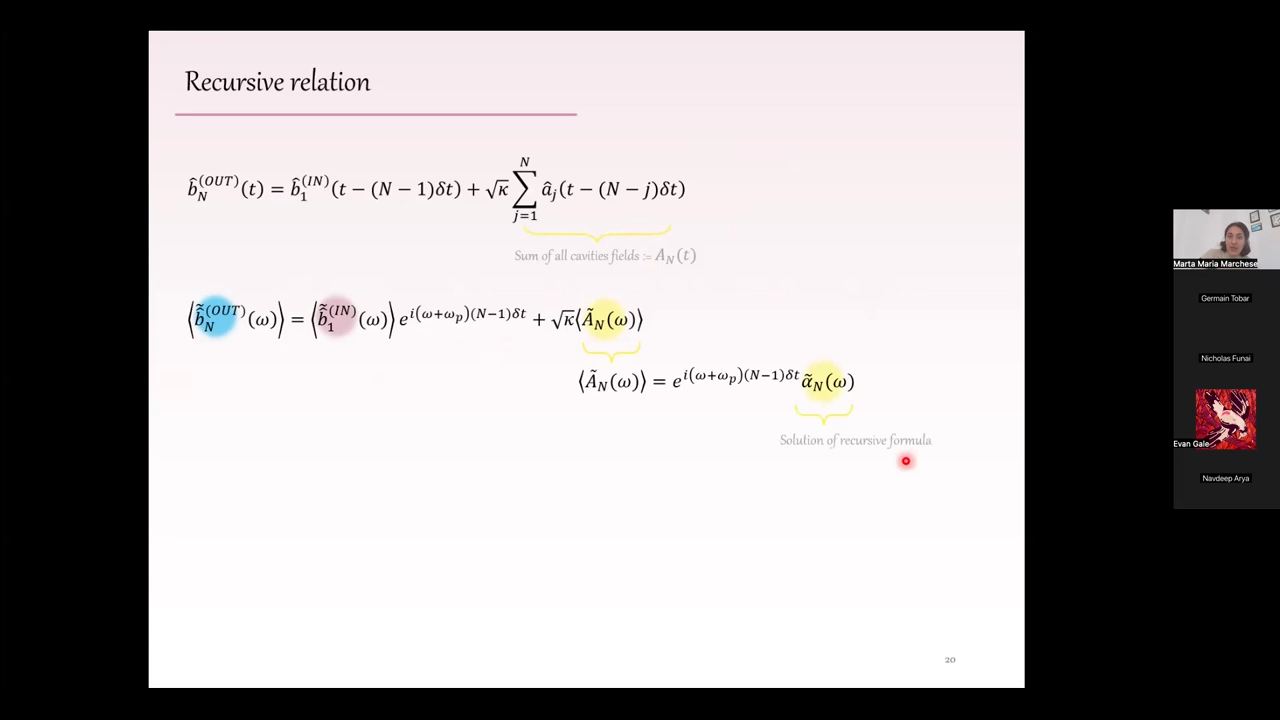 Recursive relation
b̂_N^(OUT)(t) = b̂_1^(IN)(t − (N − 1)δt) + √κ ∑_{j=1}^{N} â_j(t − (N − j)δt)
Sum of all cavities fields := A_N(t)
⟨b̃̂_N^(OUT)(ω)⟩ = ⟨b̃̂_1^(IN)(ω)⟩ e^{i(ω+ω_p)(N−1)δt} + √κ⟨Ã_N(ω)⟩
⟨Ã_N(ω)⟩ = e^{i(ω+ω_p)(N−1)δt} α̃_N(ω)
Solution of recursive formula
20
Marta Maria Marchese
Germain Tobar
Nicholas Funai
Evan Gale
Navdeep Arya